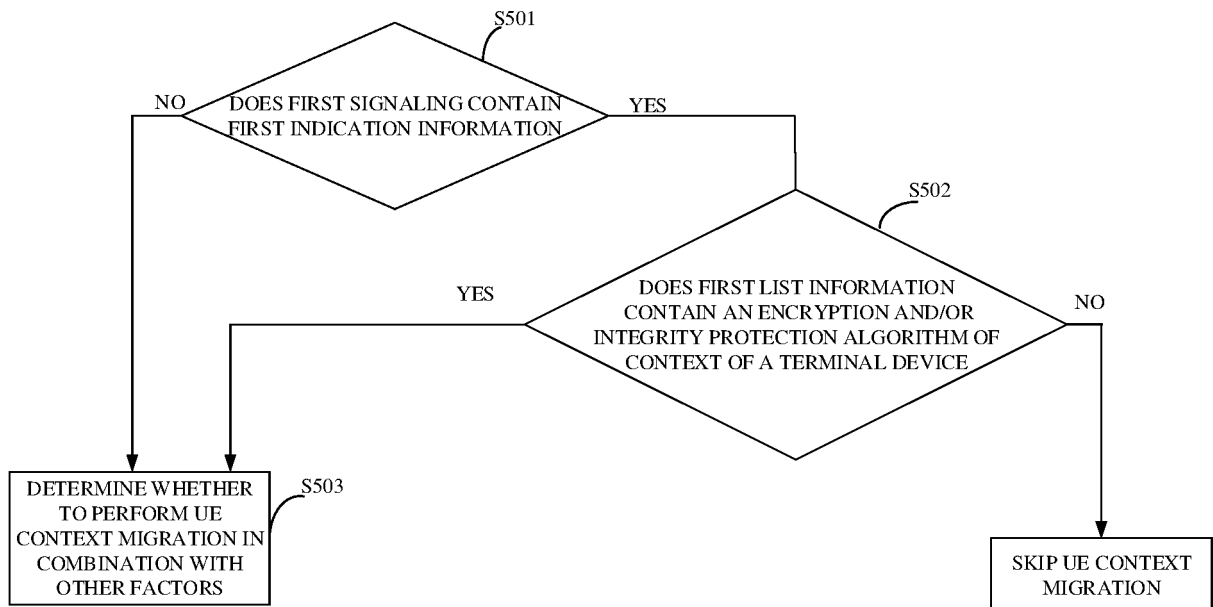 S501
NO
DOES FIRST SIGNALING CONTAIN
FIRST INDICATION INFORMATION
YES
S502
YES
DOES FIRST LIST INFORMATION
CONTAIN AN ENCRYPTION AND/OR
INTEGRITY PROTECTION ALGORITHM OF
CONTEXT OF A TERMINAL DEVICE
NO
DETERMINE WHETHER
TO PERFORM UE
CONTEXT MIGRATION IN
COMBINATION WITH
OTHER FACTORS
S503
SKIP UE CONTEXT
MIGRATION